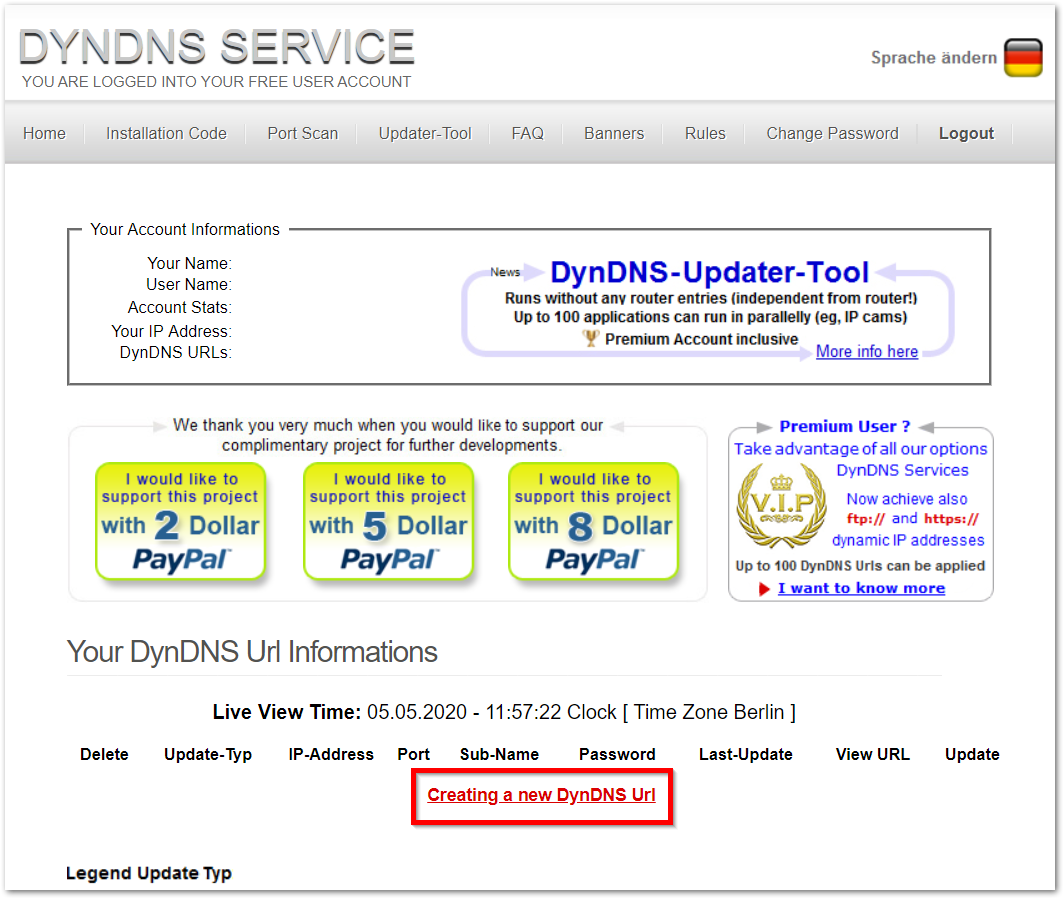 DYNDNS SERVICE
YOU ARE LOGGED INTO YOUR FREE USER ACCOUNT
Sprache ändern
Home Installation Code Port Scan Updater-Tool FAQ Banners Rules Change Password Logout
Your Account Informations
Your Name:
User Name:
Account Stats:
Your IP Address:
DynDNS URLs:
News
DynDNS-Updater-Tool
Runs without any router entries (independent from router!)
Up to 100 applications can run in parallelly (eg, IP cams)
Premium Account inclusive
More info here
We thank you very much when you would like to support our
complimentary project for further developments.
I would like to
support this project
with 2 Dollar
PayPal™
I would like to
support this project
with 5 Dollar
PayPal™
I would like to
support this project
with 8 Dollar
PayPal™
Premium User ?
Take advantage of all our options
DynDNS Services
V.I.P
Now achieve also
ftp:// and https://
dynamic IP addresses
Up to 100 DynDNS Urls can be applied
I want to know more
Your DynDNS Url Informations
Live View Time: 05.05.2020 - 11:57:22 Clock [ Time Zone Berlin ]
Delete Update-Typ IP-Address Port Sub-Name Password Last-Update View URL Update
Creating a new DynDNS Url
Legend Update Typ